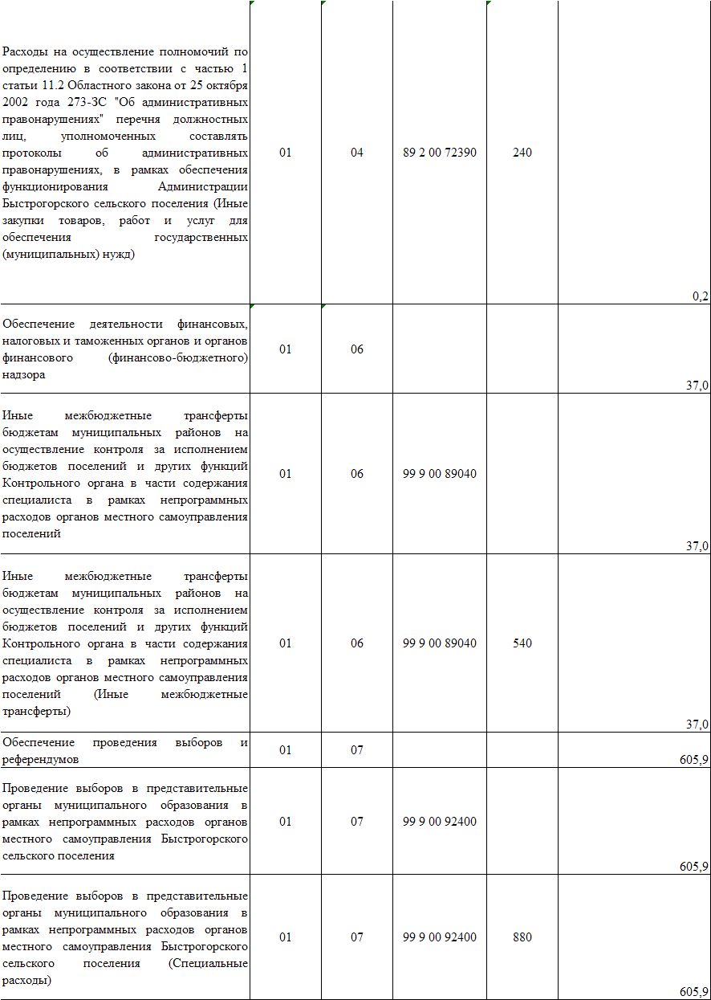 Расходы на осуществление полномочий по
определению в соответствии с частью 1
статьи 11.2 Областного закона от 25 октября
2002 года 273-ЗС "Об административных
правонарушениях" перечня должностных
лиц, уполномоченных составлять
протоколы об административных
правонарушениях, в рамках обеспечения
функционирования Администрации
Быстрогорского сельского поселения (Иные
закупки товаров, работ и услуг для
обеспечения государственных
(муниципальных) нужд)
01
04
89 2 00 72390
240
0,2
Обеспечение деятельности финансовых,
налоговых и таможенных органов и органов
финансового (финансово-бюджетного)
надзора
01
06
37,0
Иные межбюджетные трансферты
бюджетам муниципальных районов на
осуществление контроля за исполнением
бюджетов поселений и других функций
Контрольного органа в части содержания
специалиста в рамках непрограммных
расходов органов местного самоуправления
поселений
01
06
99 9 00 89040
37,0
Иные межбюджетные трансферты
бюджетам муниципальных районов на
осуществление контроля за исполнением
бюджетов поселений и других функций
Контрольного органа в части содержания
специалиста в рамках непрограммных
расходов органов местного самоуправления
поселений (Иные межбюджетные
трансферты)
01
06
99 9 00 89040
540
37,0
Обеспечение проведения выборов и
референдумов
01
07
605,9
Проведение выборов в представительные
органы муниципального образования в
рамках непрограммных расходов органов
местного самоуправления Быстрогорского
сельского поселения
01
07
99 9 00 92400
605,9
Проведение выборов в представительные
органы муниципального образования в
рамках непрограммных расходов органов
местного самоуправления Быстрогорского
сельского поселения (Специальные
расходы)
01
07
99 9 00 92400
880
605,9